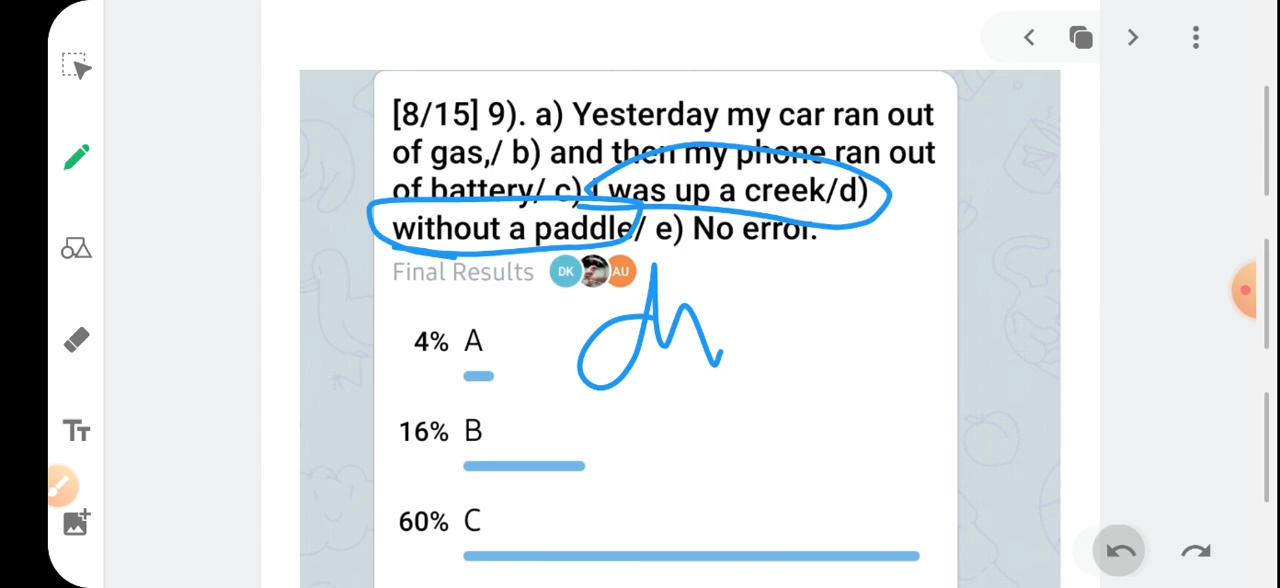 [8/15] 9). a) Yesterday my car ran out
of gas,/ b) and then my phone ran out
of battery/ c) I was up a creek/d)
without a paddle/ e) No error.
Final Results DK AU
4% A
16% B
60% C
Tт